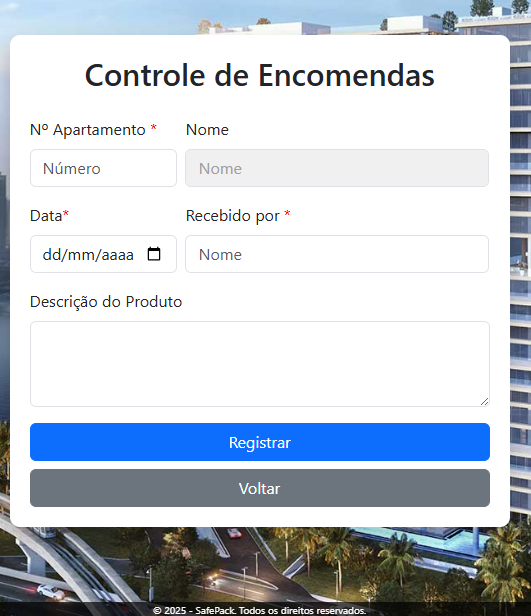 Controle de Encomendas
Nº Apartamento * Nome
Número Nome
Data* Recebido por *
dd/mm/aaaa Nome
Descrição do Produto
Registrar
Voltar
© 2025 - SafePack. Todos os direitos reservados.